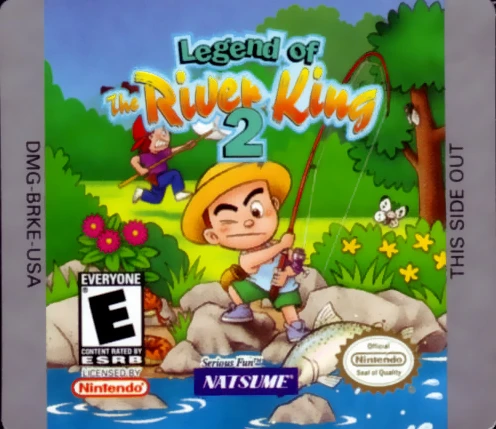 Legend of
The River King
2
DMG-BRKE-USA
THIS SIDE OUT
EVERYONE
E
CONTENT RATED BY
ESRB
LICENSED BY
Nintendo
Serious Fun™
NATSUME
Official
Nintendo
Seal of Quality